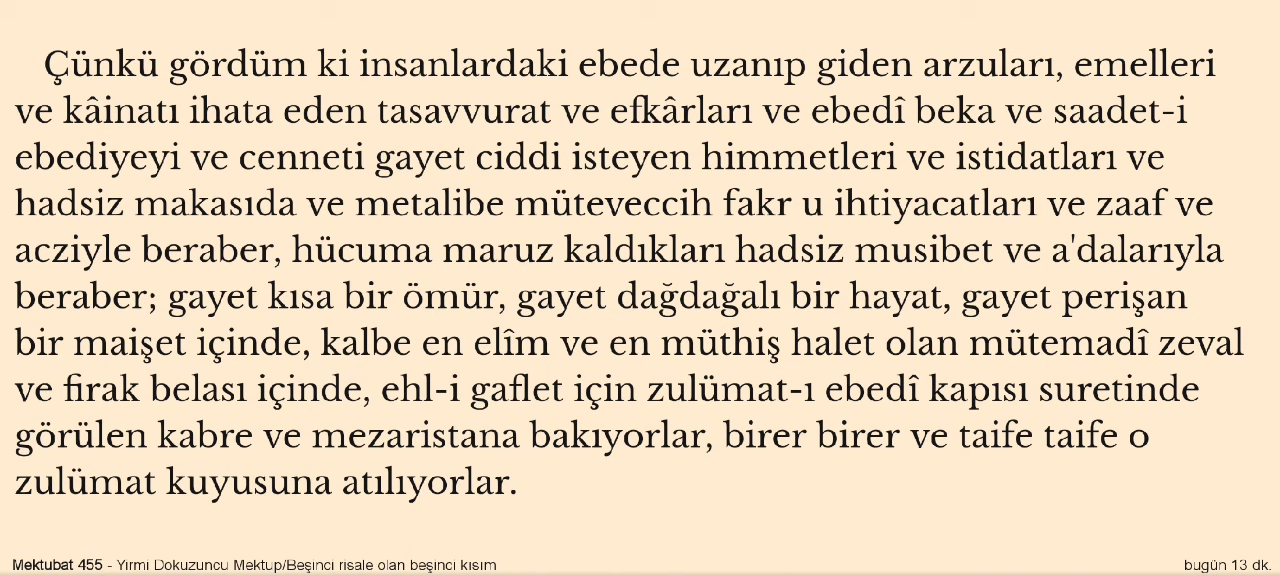 Çünkü gördüm ki insanlardaki ebede uzanıp giden arzuları, emelleri
ve kâinatı ihata eden tasavvurat ve efkârları ve ebedî beka ve saadet-i
ebediyeyi ve cenneti gayet ciddi isteyen himmetleri ve istidatları ve
hadsiz makasıda ve metalibe müteveccih fakr u ihtiyacatları ve zaaf ve
acziyle beraber, hücuma maruz kaldıkları hadsiz musibet ve a'dalarıyla
beraber; gayet kısa bir ömür, gayet dağdağalı bir hayat, gayet perişan
bir maişet içinde, kalbe en elîm ve en müthiş halet olan mütemadî zeval
ve firak belası içinde, ehl-i gaflet için zulümat-ı ebedî kapısı suretinde
görülen kabre ve mezaristana bakıyorlar, birer birer ve taife taife o
zulümat kuyusuna atılıyorlar.
Mektubat 455 - Yirmi Dokuzuncu Mektup/Beşinci risale olan beşinci kısım
bugün 13 dk.